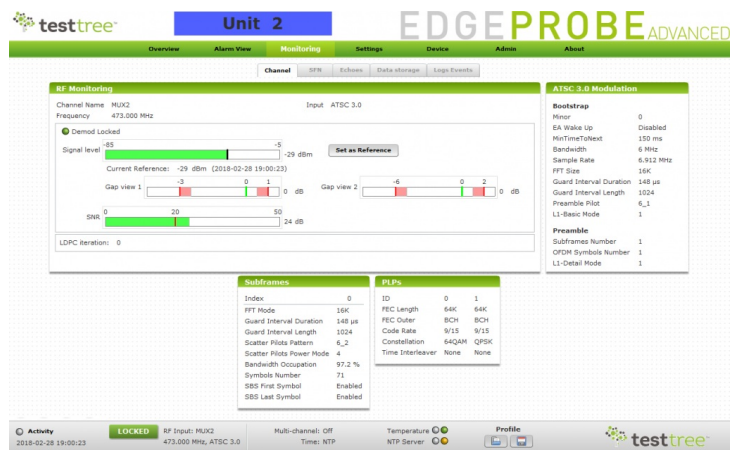 testtree
Unit 2
EDGEPROBE ADVANCED
Overview Alarm View Monitoring Settings Device Admin About
Channel SFN Echoes Data storage Logs Events
RF Monitoring
Channel Name MUX2 Input ATSC 3.0
Frequency 473.000 MHz
Demod Locked
-85 -5
Signal level -29 dBm Set as Reference
Current Reference: -29 dBm (2018-02-28 19:00:23)
-3 0 1 -6 0 2
Gap view 1 0 dB Gap view 2 0 dB
0 20 50
SNR 24 dB
LDPC iteration: 0
ATSC 3.0 Modulation
Bootstrap
Minor 0
EA Wake Up Disabled
MinTimeToNext 150 ms
Bandwidth 6 MHz
Sample Rate 6.912 MHz
FFT Size 16K
Guard Interval Duration 148 µs
Guard Interval Length 1024
Preamble Pilot 6_1
L1-Basic Mode 1
Preamble
Subframes Number 1
OFDM Symbols Number 1
L1-Detail Mode 1
Subframes
Index 0
FFT Mode 16K
Guard Interval Duration 148 µs
Guard Interval Length 1024
Scatter Pilots Pattern 6_2
Scatter Pilots Power Mode 4
Bandwidth Occupation 97.2 %
Symbols Number 71
SBS First Symbol Enabled
SBS Last Symbol Enabled
PLPs
ID 0 1
FEC Length 64K 64K
FEC Outer BCH BCH
Code Rate 9/15 9/15
Constellation 64QAM QPSK
Time Interleaver None None
Activity
2018-02-28 19:00:23
LOCKED
RF Input: MUX2
473.000 MHz, ATSC 3.0
Multi-channel: Off
Time: NTP
Temperature
NTP Server
Profile
testtree